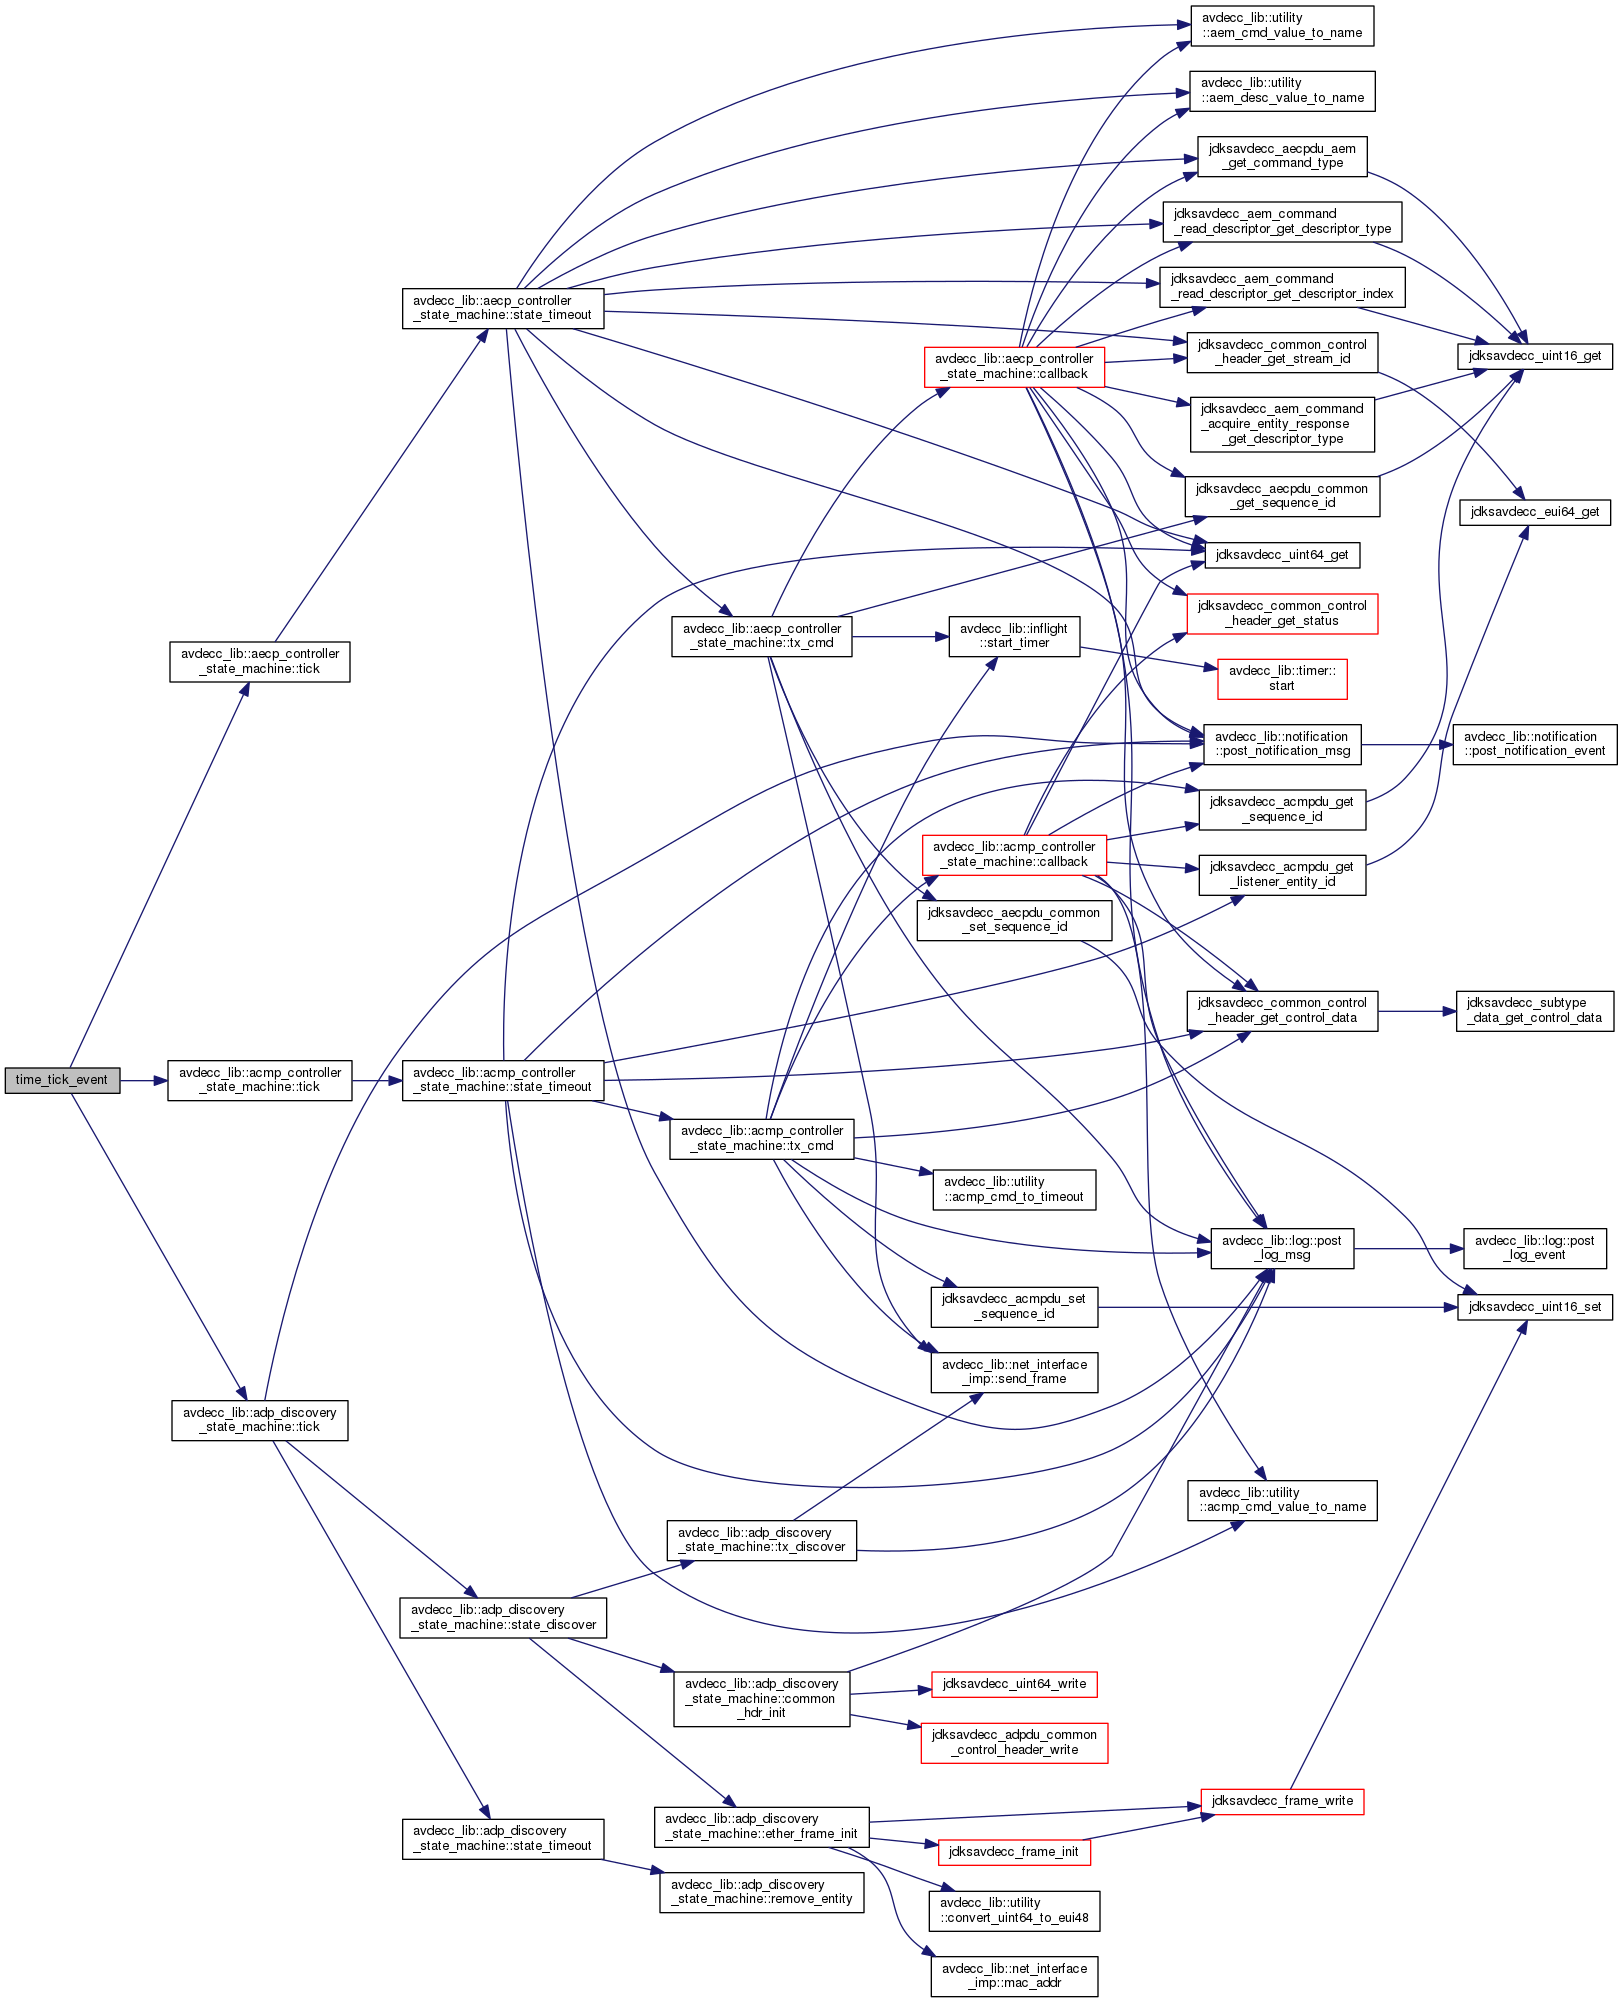 time_tick_event
avdecc_lib::aecp_controller
_state_machine::tick
avdecc_lib::acmp_controller
_state_machine::tick
avdecc_lib::adp_discovery
_state_machine::tick
avdecc_lib::aecp_controller
_state_machine::state_timeout
avdecc_lib::acmp_controller
_state_machine::state_timeout
avdecc_lib::adp_discovery
_state_machine::state_discover
avdecc_lib::adp_discovery
_state_machine::state_timeout
avdecc_lib::aecp_controller
_state_machine::tx_cmd
avdecc_lib::acmp_controller
_state_machine::tx_cmd
avdecc_lib::adp_discovery
_state_machine::tx_discover
avdecc_lib::adp_discovery
_state_machine::common
_hdr_init
avdecc_lib::adp_discovery
_state_machine::ether_frame_init
avdecc_lib::adp_discovery
_state_machine::remove_entity
avdecc_lib::aecp_controller
_state_machine::callback
avdecc_lib::inflight
::start_timer
avdecc_lib::acmp_controller
_state_machine::callback
jdksavdecc_aecpdu_common
_set_sequence_id
avdecc_lib::utility
::acmp_cmd_to_timeout
jdksavdecc_acmpdu_set
_sequence_id
avdecc_lib::net_interface
_imp::send_frame
jdksavdecc_uint64_write
jdksavdecc_adpdu_common
_control_header_write
jdksavdecc_frame_init
avdecc_lib::utility
::convert_uint64_to_eui48
avdecc_lib::net_interface
_imp::mac_addr
avdecc_lib::utility
::aem_cmd_value_to_name
avdecc_lib::utility
::aem_desc_value_to_name
jdksavdecc_aecpdu_aem
_get_command_type
jdksavdecc_aem_command
_read_descriptor_get_descriptor_type
jdksavdecc_aem_command
_read_descriptor_get_descriptor_index
jdksavdecc_common_control
_header_get_stream_id
jdksavdecc_aem_command
_acquire_entity_response
_get_descriptor_type
jdksavdecc_aecpdu_common
_get_sequence_id
jdksavdecc_uint64_get
jdksavdecc_common_control
_header_get_status
avdecc_lib::timer::
start
avdecc_lib::notification
::post_notification_msg
jdksavdecc_acmpdu_get
_sequence_id
jdksavdecc_acmpdu_get
_listener_entity_id
jdksavdecc_common_control
_header_get_control_data
avdecc_lib::log::post
_log_msg
avdecc_lib::utility
::acmp_cmd_value_to_name
jdksavdecc_frame_write
jdksavdecc_uint16_get
jdksavdecc_eui64_get
avdecc_lib::notification
::post_notification_event
jdksavdecc_subtype
_data_get_control_data
avdecc_lib::log::post
_log_event
jdksavdecc_uint16_set